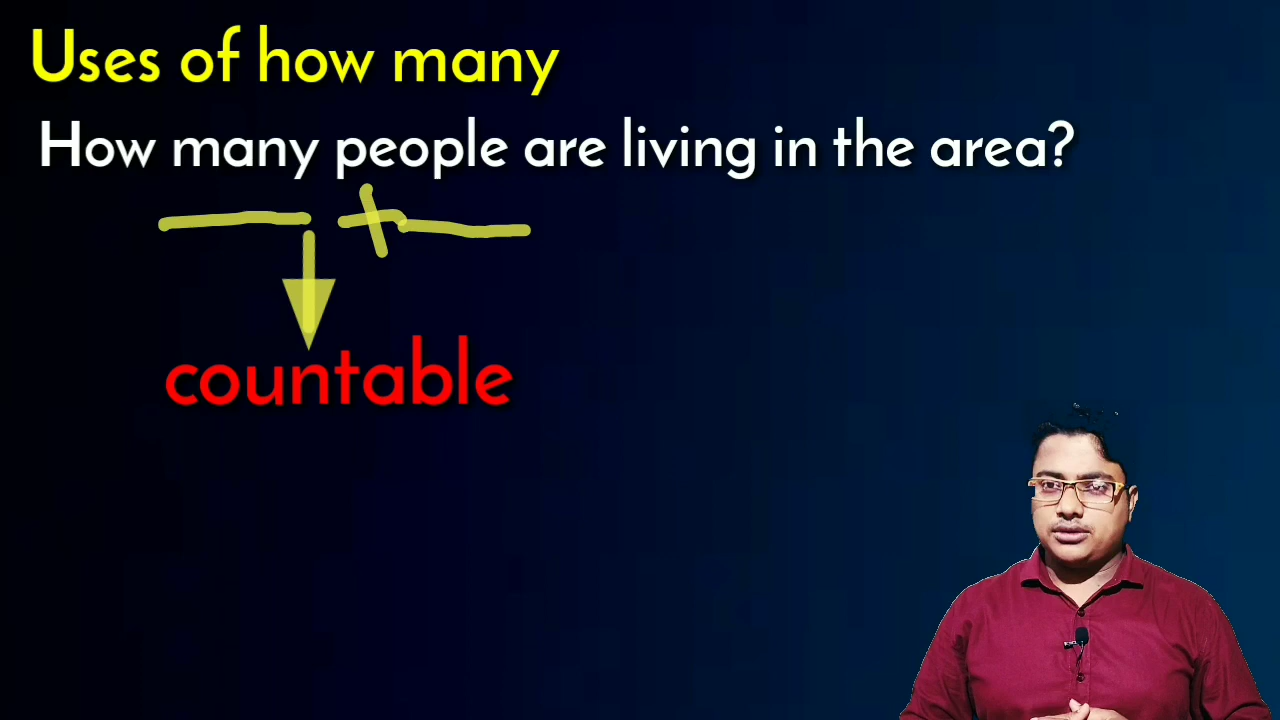 Uses of how many
How many people are living in the area?
countable